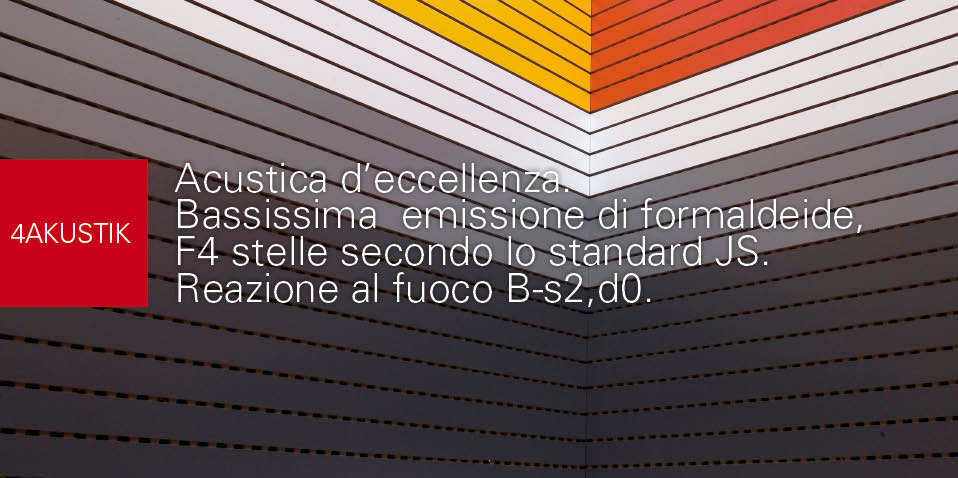 4AKUSTIK
Acustica d'eccellenza.
Bassissima emissione di formaldeide,
F4 stelle secondo lo standard JS.
Reazione al fuoco B-s2,d0.